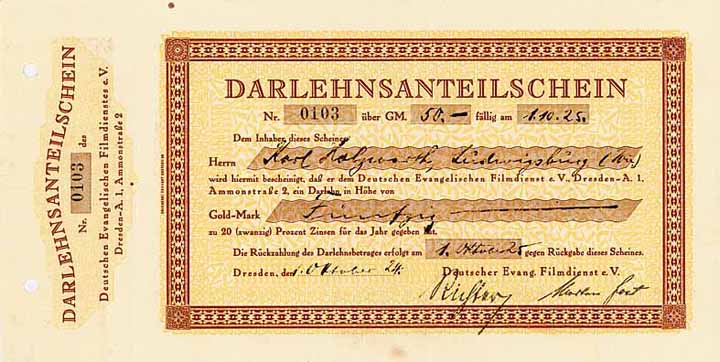 DARLEHNSANTEILSCHEIN
Nr. 0103 des
Deutschen Evangelischen Filmdienstes e.V.
Dresden-A. 1, Ammonstraße 2
DARLEHNSANTEILSCHEIN
Nr. 0103 über GM. 50.— fällig am 1.10.25.
Dem Inhaber dieses Scheines
Herrn Karl Ludwigsburg
wird hiermit bescheinigt, daß er dem Deutschen Evangelischen Filmdienst e.V., Dresden-A. 1,
Ammonstraße 2, ein Darlehn in Höhe von
Gold-Mark Fünfzig
zu 20 (zwanzig) Prozent Zinsen für das Jahr gegeben hat.
Die Rückzahlung des Darlehnsbetrages erfolgt am 1. Oktober 25 gegen Rückgabe dieses Scheines.
Dresden, den 1. Oktober 24. Deutscher Evang. Filmdienst e.V.
Richter